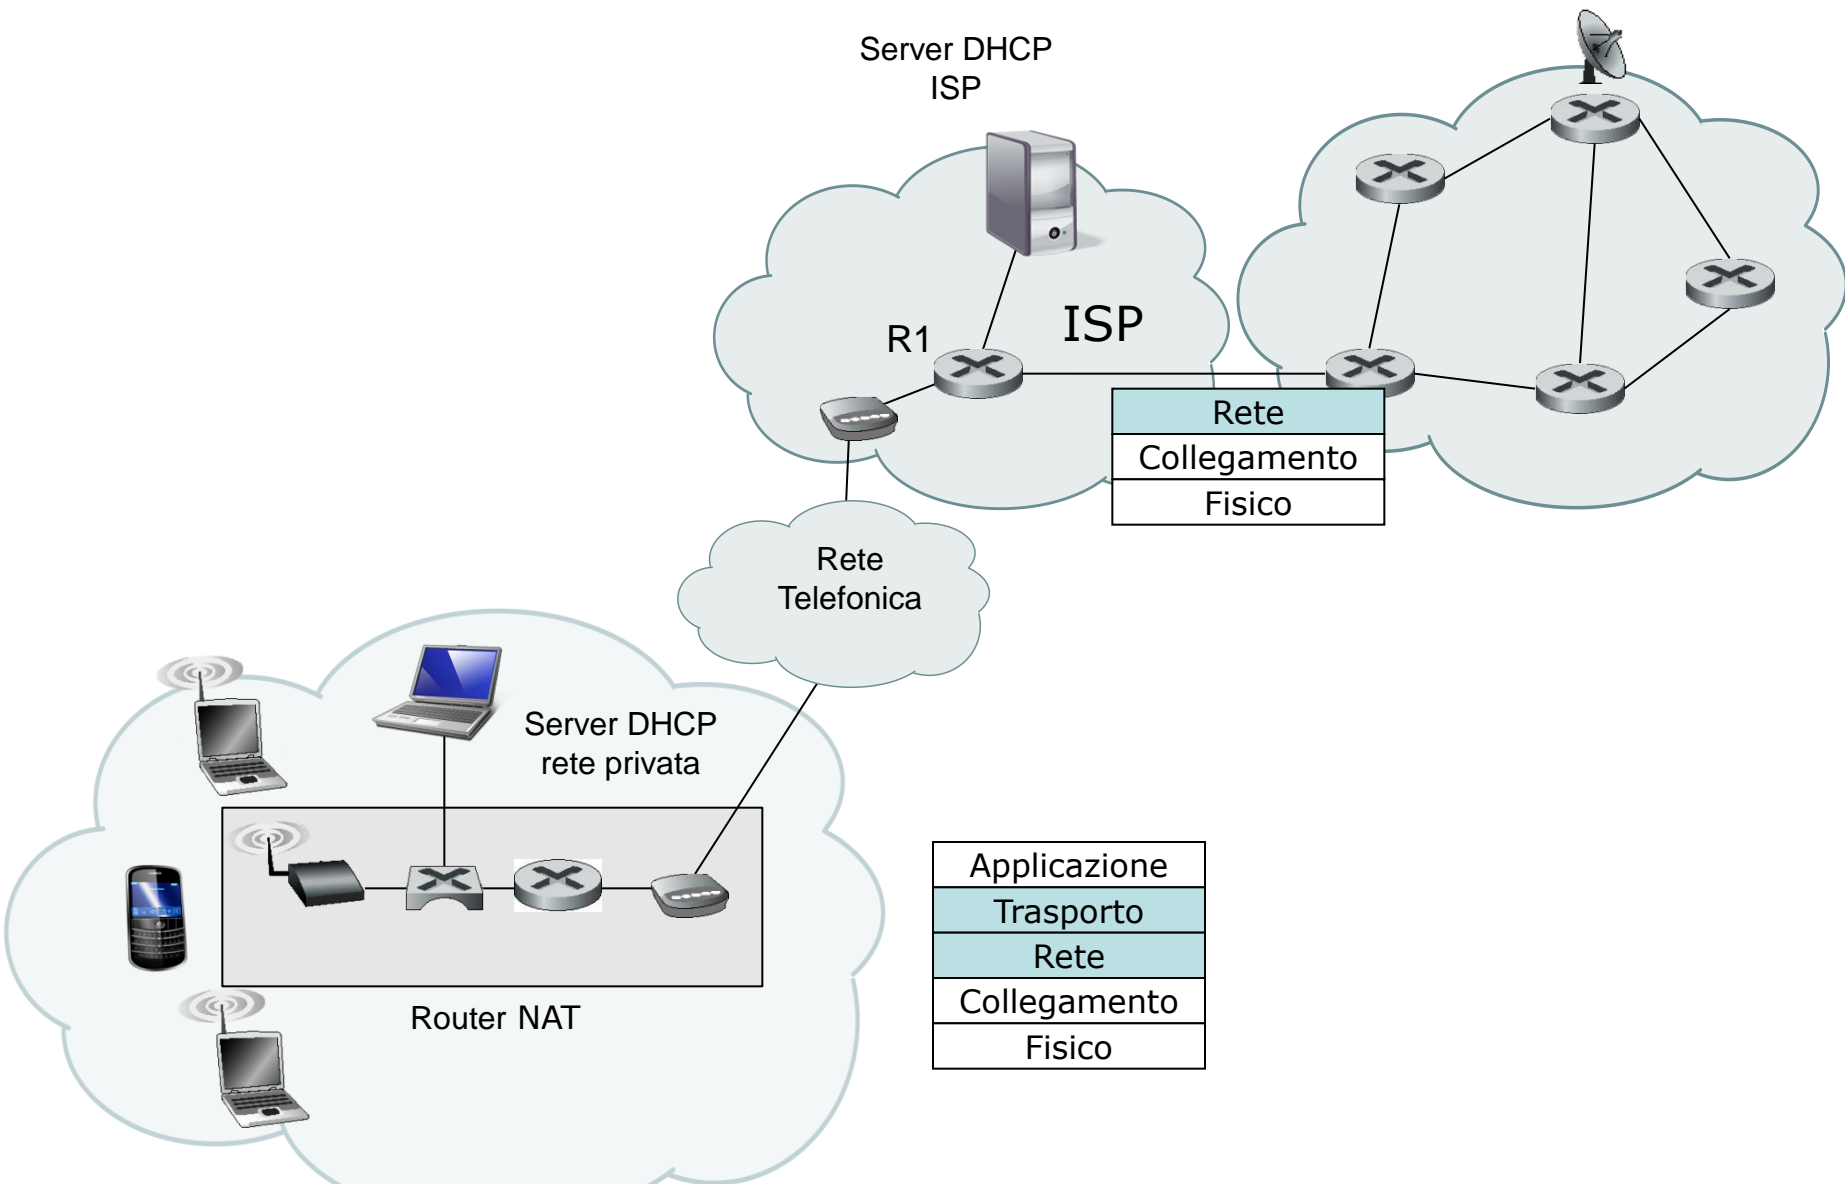 Server DHCP
ISP
R1
ISP
Rete
Collegamento
Fisico
Rete
Telefonica
Server DHCP
rete privata
Router NAT
Applicazione
Trasporto
Rete
Collegamento
Fisico